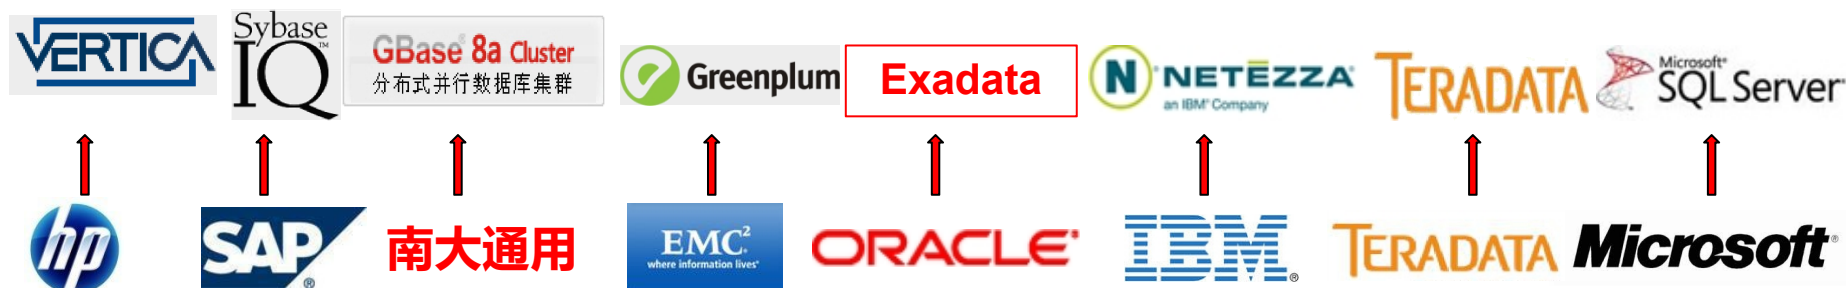 VERTICA
Sybase
IQ™
GBase® 8a Cluster
分布式并行数据库集群
Greenplum
Exadata
N NETEZZA®
an IBM® Company
TERADATA
Microsoft®
SQL Server®
hp
SAP®
南大通用
EMC²®
where information lives®
ORACLE®
IBM®
TERADATA
Microsoft®